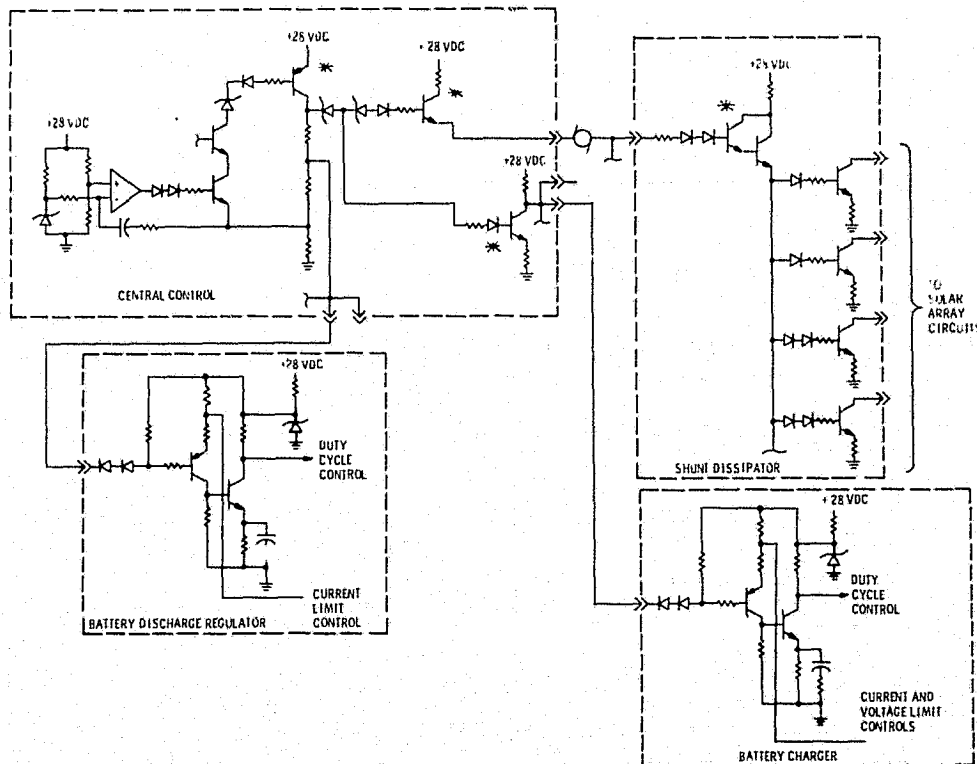 +28 VDC
+28 VDC
+28 VDC
+28 VDC
+28 VDC
*
*
*
*
+
-
CENTRAL CONTROL
TO
SOLAR
ARRAY
CIRCUITS
SHUNT DISSIPATOR
+28 VDC
DUTY
CYCLE
CONTROL
CURRENT
LIMIT
CONTROL
BATTERY DISCHARGE REGULATOR
+28 VDC
DUTY
CYCLE
CONTROL
CURRENT AND
VOLTAGE LIMIT
CONTROLS
BATTERY CHARGER